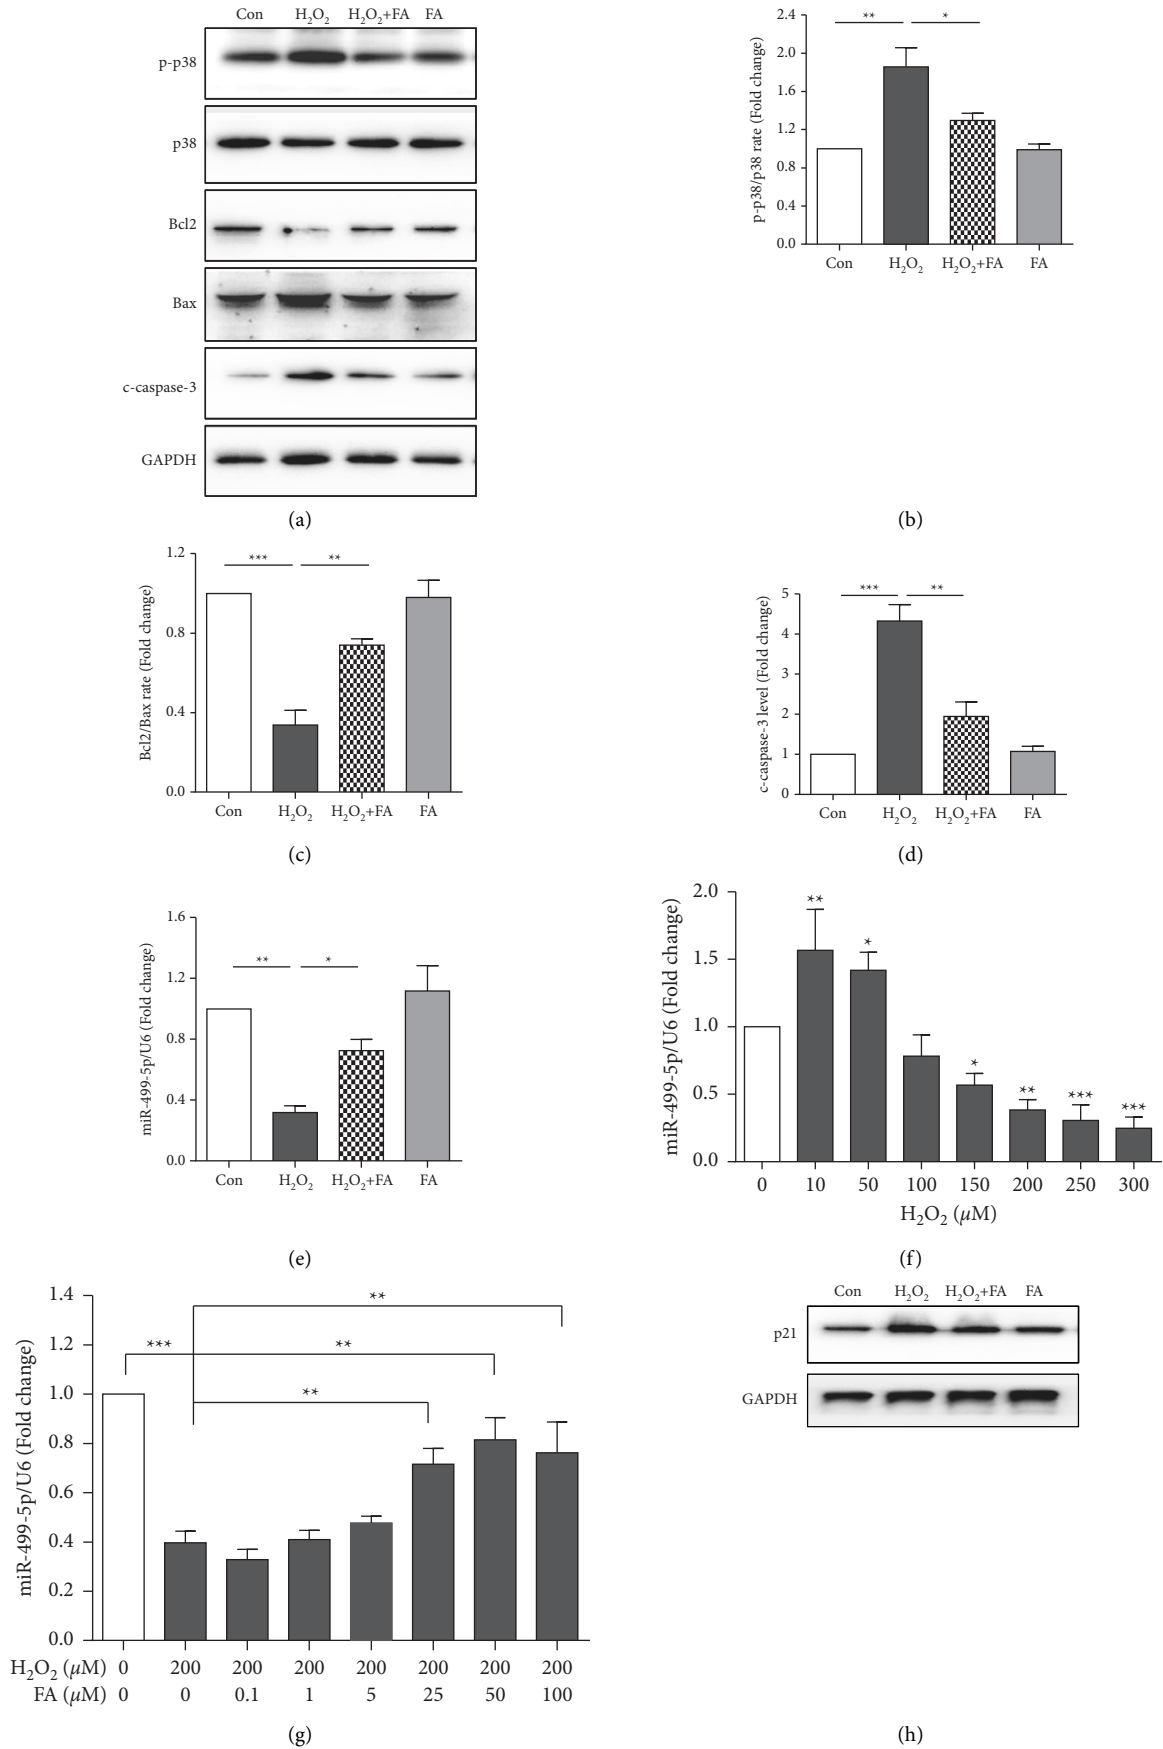 Con H₂O₂ H₂O₂+FA FA
p-p38
p38
Bcl2
Bax
c-caspase-3
GAPDH
(a)
p-p38/p38 rate (Fold change)
2.4
2.0
1.6
1.2
0.8
0.4
0.0
** *
Con H₂O₂ H₂O₂+FA FA
(b)
Bcl2/Bax rate (Fold change)
1.2
0.8
0.4
0.0
*** **
Con H₂O₂ H₂O₂+FA FA
(c)
c-caspase-3 level (Fold change)
5
4
3
2
1
0
*** **
Con H₂O₂ H₂O₂+FA FA
(d)
miR-499-5p/U6 (Fold change)
1.6
1.2
0.8
0.4
0.0
** *
Con H₂O₂ H₂O₂+FA FA
(e)
miR-499-5p/U6 (Fold change)
2.0
1.5
1.0
0.5
0.0
** * * ** *** ***
0 10 50 100 150 200 250 300
H₂O₂ (μM)
(f)
miR-499-5p/U6 (Fold change)
1.4
1.2
1.0
0.8
0.6
0.4
0.2
0.0
**
*** **
**
H₂O₂ (μM) 0 200 200 200 200 200 200 200
FA (μM) 0 0 0.1 1 5 25 50 100
(g)
Con H₂O₂ H₂O₂+FA FA
p21
GAPDH
(h)